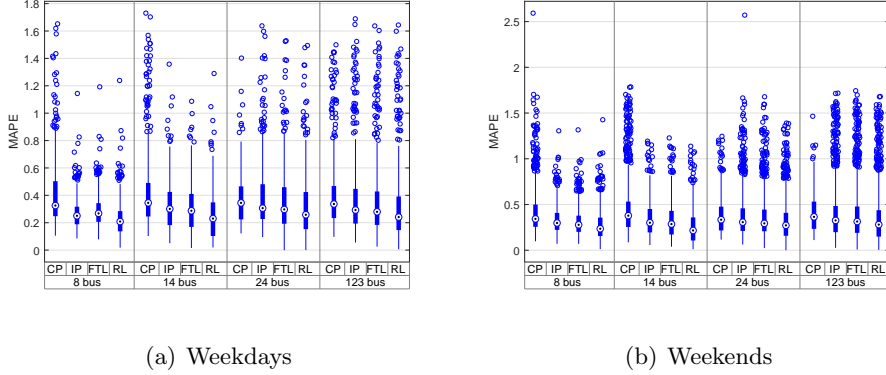 1.8
1.6
1.4
1.2
1
0.8
0.6
0.4
0.2
0
MAPE
CP IP FTL RL CP IP FTL RL CP IP FTL RL CP IP FTL RL
8 bus 14 bus 24 bus 123 bus
(a) Weekdays
2.5
2
1.5
1
0.5
0
MAPE
CP IP FTL RL CP IP FTL RL CP IP FTL RL CP IP FTL RL
8 bus 14 bus 24 bus 123 bus
(b) Weekends